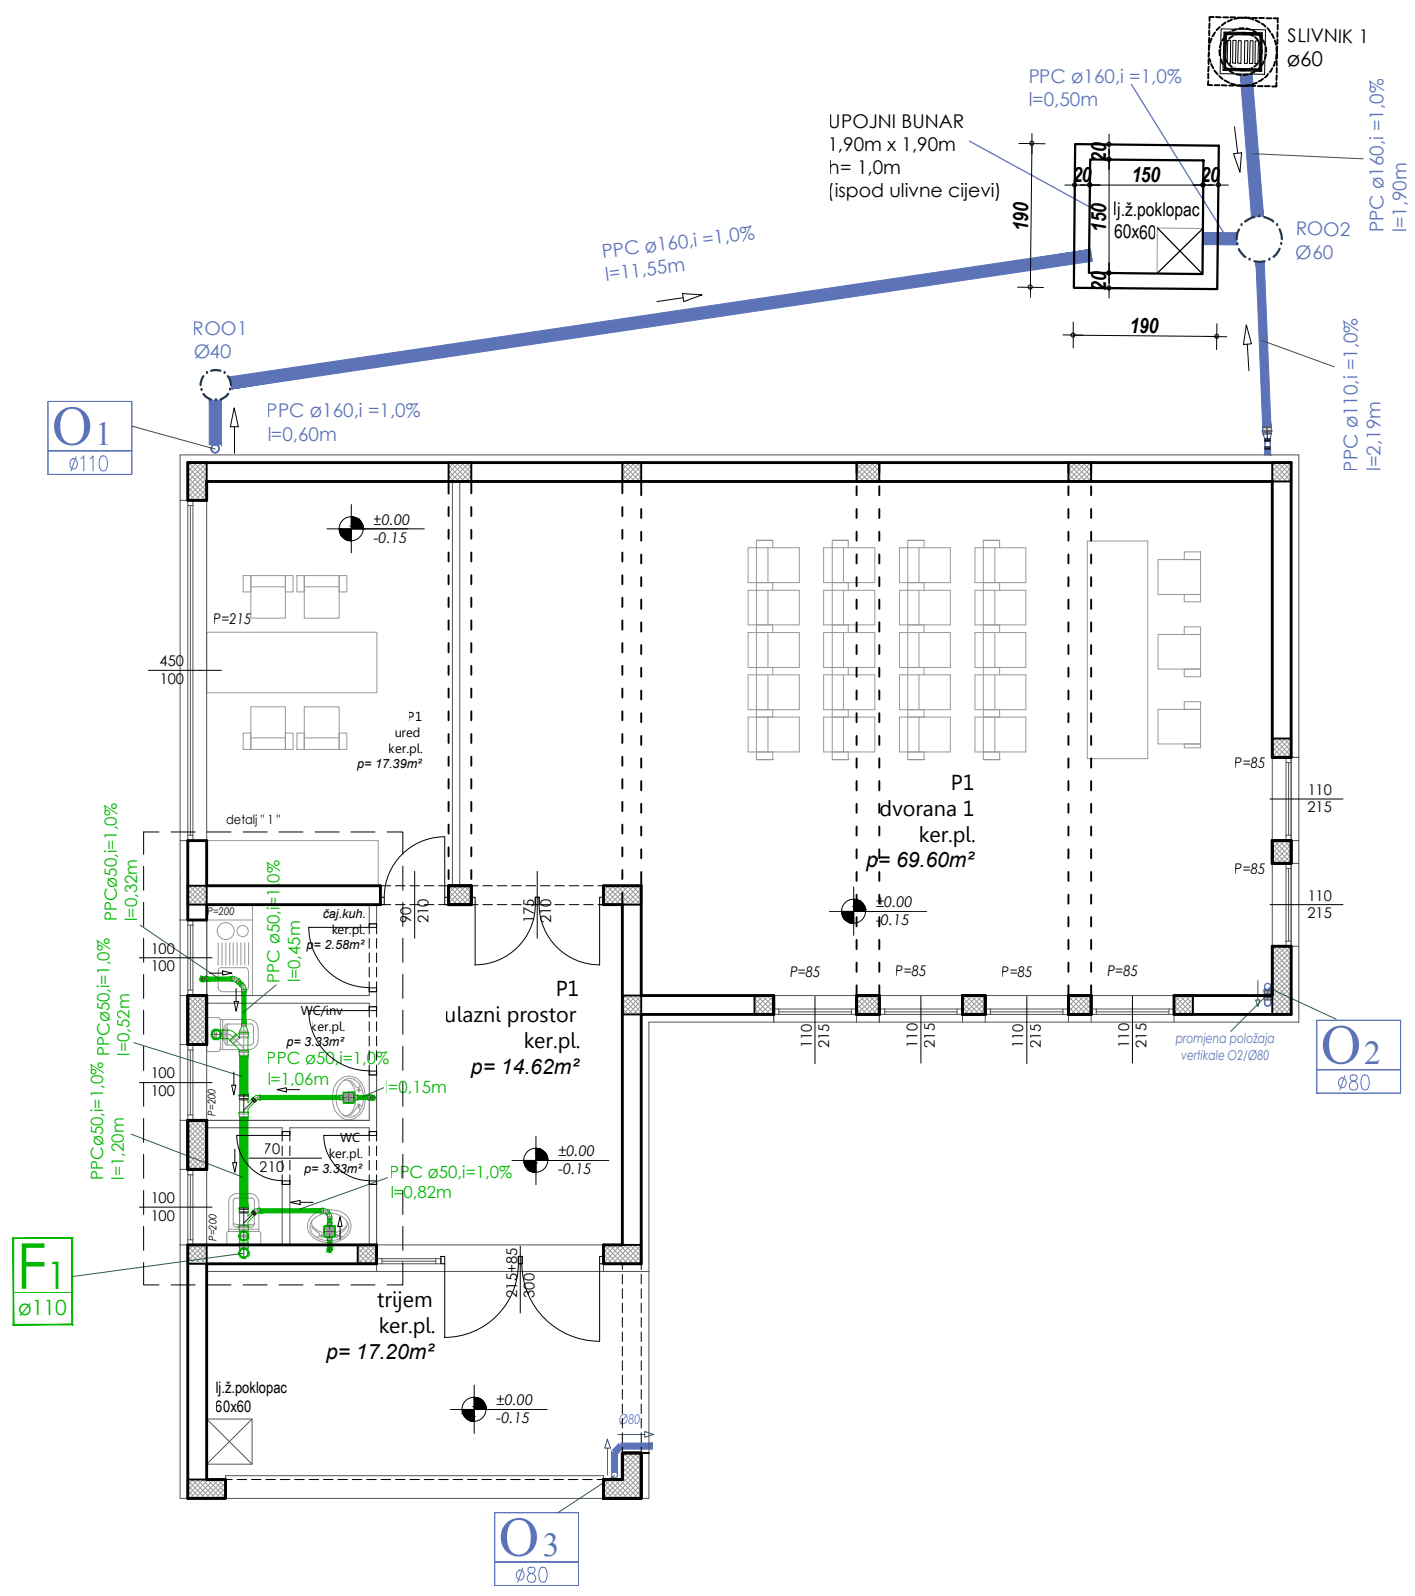 SLIVNIK 1
ø60
PPC ø160,i =1,0%
l=0,50m
PPC ø160,i =1,0%
l=1,90m
UPOJNI BUNAR
1,90m x 1,90m
h= 1,0m
(ispod ulivne cijevi)
20
20
150
20
190
150
lj.ž.poklopac
60x60
20
190
ROO2
Ø60
PPC ø160,i =1,0%
l=11,55m
ROO1
Ø40
PPC ø110,i =1,0%
l=2,19m
O1
ø110
PPC ø160,i =1,0%
l=0,60m
±0.00
-0.15
P=215
450
100
P1
ured
ker.pl.
p= 17.39m²
P=85
110
215
P1
dvorana 1
ker.pl.
p= 69.60m²
detalj " 1 "
PPCø50,i=1,0%
l=0,32m
PPC ø50,i=1,0%
l=0,45m
P=85
110
215
±0.00
-0.15
90
210
175
210
P=200
čaj.kuh.
ker.pl.
p= 2.58m²
100
100
PPCø50,i=1,0%
l=0,52m
P=85
P=85
P=85
P=85
110
215
110
215
110
215
110
215
P1
ulazni prostor
ker.pl.
p= 14.62m²
WC/inv
ker.pl.
p= 3.33m²
promjena položaja
vertikale O2/Ø80
O2
ø80
PPC ø50,i=1,0%
l=1,06m
l=0,15m
100
100
P=200
PPCø50,i=1,0%
l=1,20m
70
210
WC
ker.pl.
p= 3.33m²
±0.00
-0.15
PPC ø50,i=1,0%
l=0,82m
100
100
P=200
F1
ø110
215+85
300
trijem
ker.pl.
p= 17.20m²
lj.ž.poklopac
60x60
±0.00
-0.15
Ø80
O3
ø80